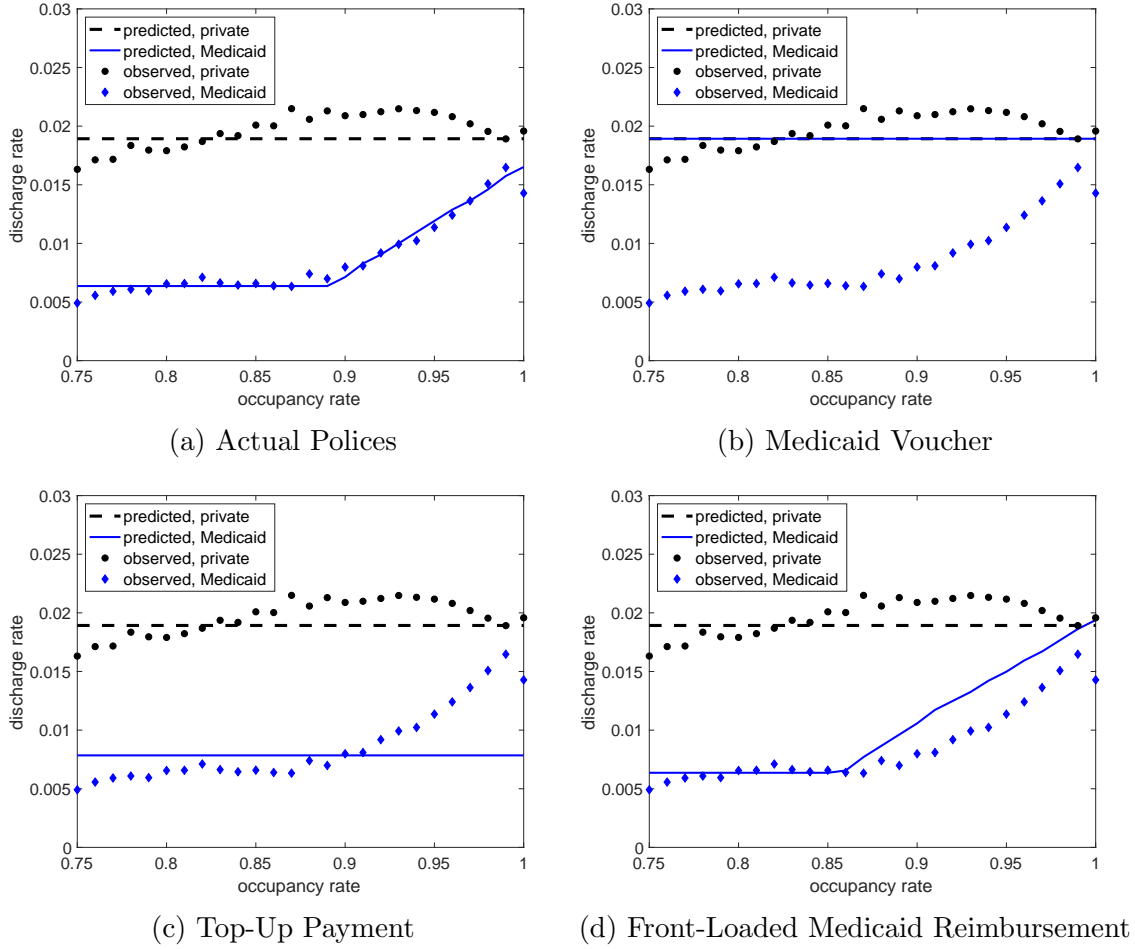 predicted, private
predicted, Medicaid
observed, private
observed, Medicaid
0.03
0.025
0.02
0.015
0.01
0.005
0
discharge rate
0.75
0.8
0.85
0.9
0.95
1
occupancy rate
(a) Actual Polices
predicted, private
predicted, Medicaid
observed, private
observed, Medicaid
0.03
0.025
0.02
0.015
0.01
0.005
0
discharge rate
0.75
0.8
0.85
0.9
0.95
1
occupancy rate
(b) Medicaid Voucher
predicted, private
predicted, Medicaid
observed, private
observed, Medicaid
0.03
0.025
0.02
0.015
0.01
0.005
0
discharge rate
0.75
0.8
0.85
0.9
0.95
1
occupancy rate
(c) Top-Up Payment
predicted, private
predicted, Medicaid
observed, private
observed, Medicaid
0.03
0.025
0.02
0.015
0.01
0.005
0
discharge rate
0.75
0.8
0.85
0.9
0.95
1
occupancy rate
(d) Front-Loaded Medicaid Reimbursement